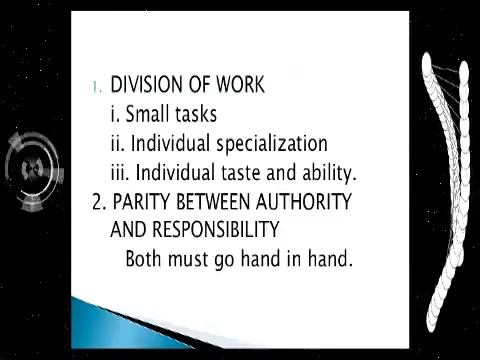 1. DIVISION OF WORK
i. Small tasks
ii. Individual specialization
iii. Individual taste and ability.
2. PARITY BETWEEN AUTHORITY
AND RESPONSIBILITY
Both must go hand in hand.